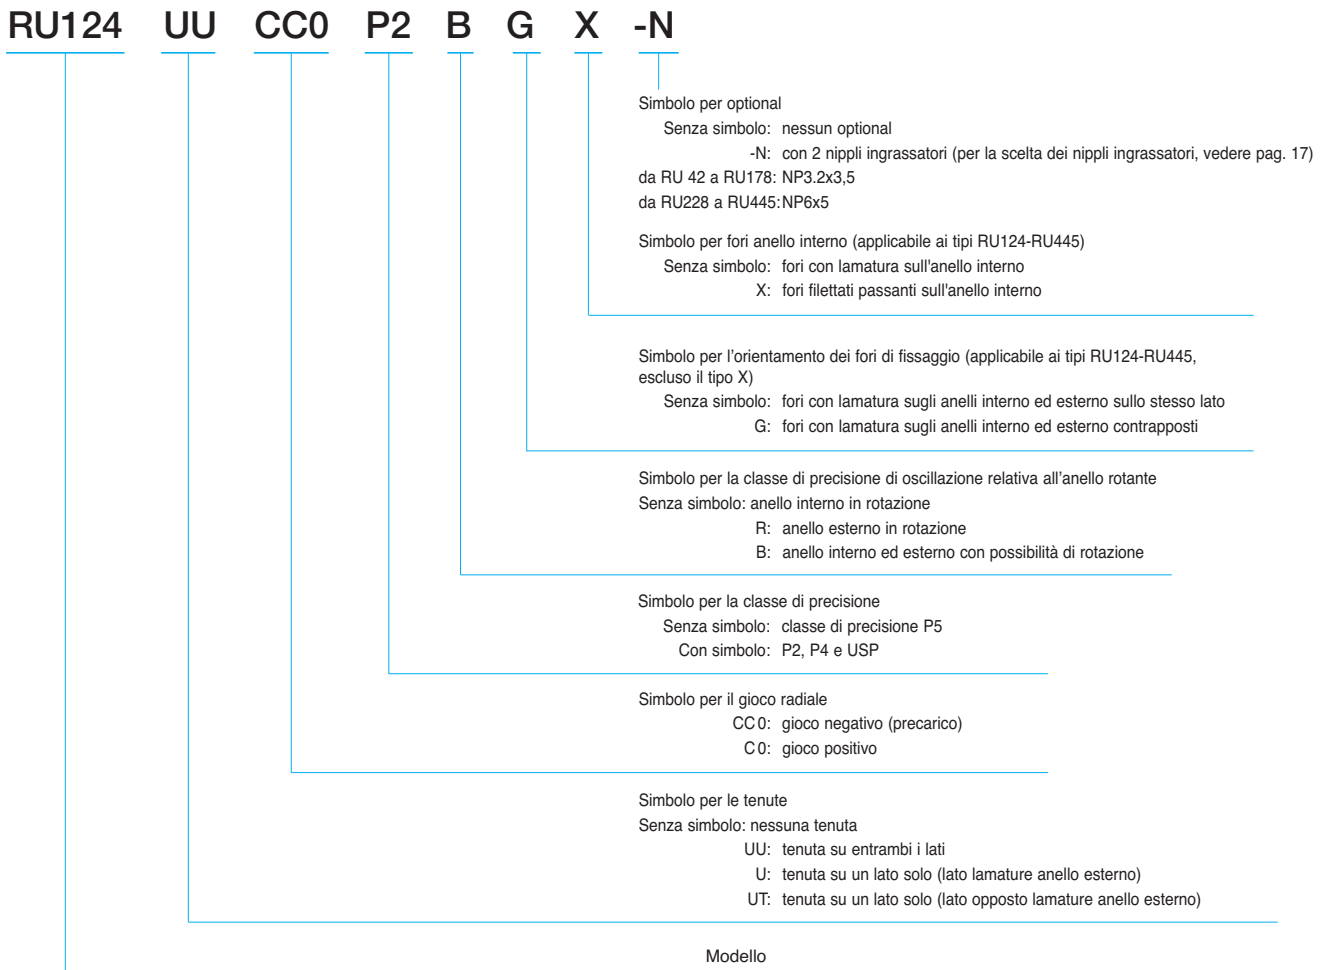 RU124 UU CC0 P2 B G X -N
Simbolo per optional
Senza simbolo: nessun optional
-N: con 2 nippli ingrassatori (per la scelta dei nippli ingrassatori, vedere pag. 17)
da RU 42 a RU178: NP3.2x3,5
da RU228 a RU445: NP6x5
Simbolo per fori anello interno (applicabile ai tipi RU124-RU445)
Senza simbolo: fori con lamatura sull'anello interno
X: fori filettati passanti sull'anello interno
Simbolo per l'orientamento dei fori di fissaggio (applicabile ai tipi RU124-RU445,
escluso il tipo X)
Senza simbolo: fori con lamatura sugli anelli interno ed esterno sullo stesso lato
G: fori con lamatura sugli anelli interno ed esterno contrapposti
Simbolo per la classe di precisione di oscillazione relativa all'anello rotante
Senza simbolo: anello interno in rotazione
R: anello esterno in rotazione
B: anello interno ed esterno con possibilità di rotazione
Simbolo per la classe di precisione
Senza simbolo: classe di precisione P5
Con simbolo: P2, P4 e USP
Simbolo per il gioco radiale
CC0: gioco negativo (precarico)
C0: gioco positivo
Simbolo per le tenute
Senza simbolo: nessuna tenuta
UU: tenuta su entrambi i lati
U: tenuta su un lato solo (lato lamature anello esterno)
UT: tenuta su un lato solo (lato opposto lamature anello esterno)
Modello